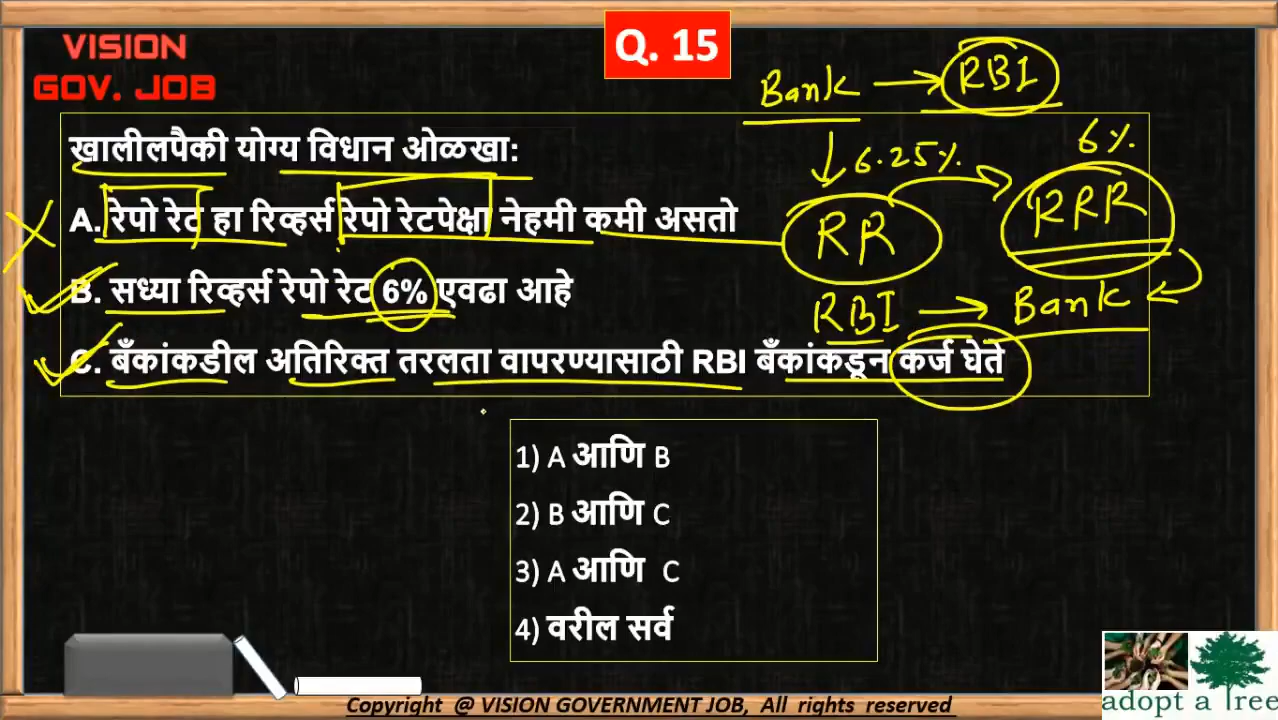 VISION
GOV. JOB
Q. 15
Bank → RBI
6.25%
6%
खालीलपैकी योग्य विधान ओळखा:
A. रेपो रेट हा रिव्हर्स रेपो रेटपेक्षा नेहमी कमी असतो
RR
RRR
B. सध्या रिव्हर्स रेपो रेट 6% एवढा आहे
RBI → Bank
C. बँकांकडील अतिरिक्त तरलता वापरण्यासाठी RBI बँकांकडून कर्ज घेते
1) A आणि B
2) B आणि C
3) A आणि C
4) वरील सर्व
adopt a Tree
Copyright @ VISION GOVERNMENT JOB, All rights reserved